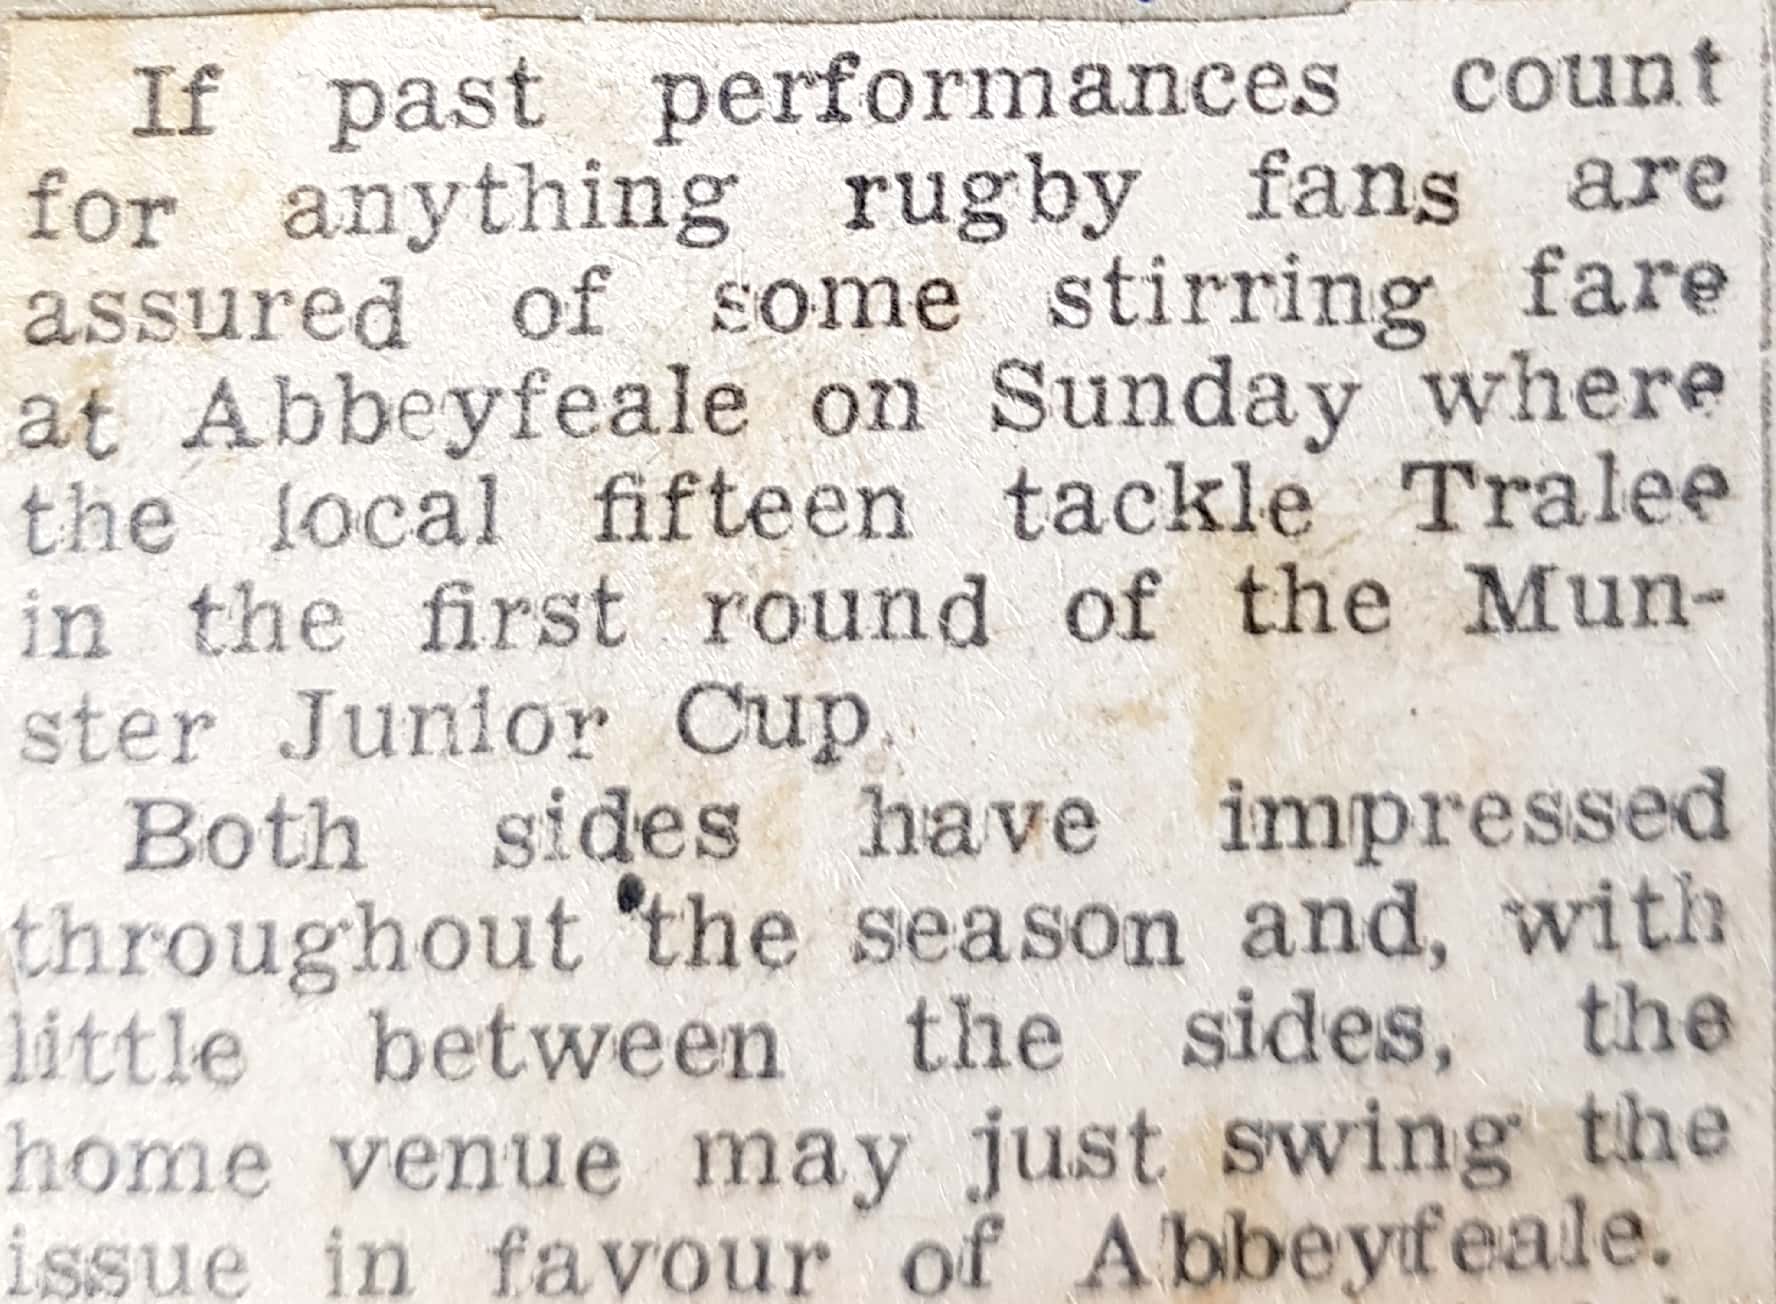 If past performances count
for anything rugby fans are
assured of some stirring fare
at Abbeyfeale on Sunday where
the local fifteen tackle Tralee
in the first round of the Mun-
ster Junior Cup.
Both sides have impressed
throughout the season and, with
little between the sides, the
home venue may just swing the
issue in favour of Abbeyfeale.